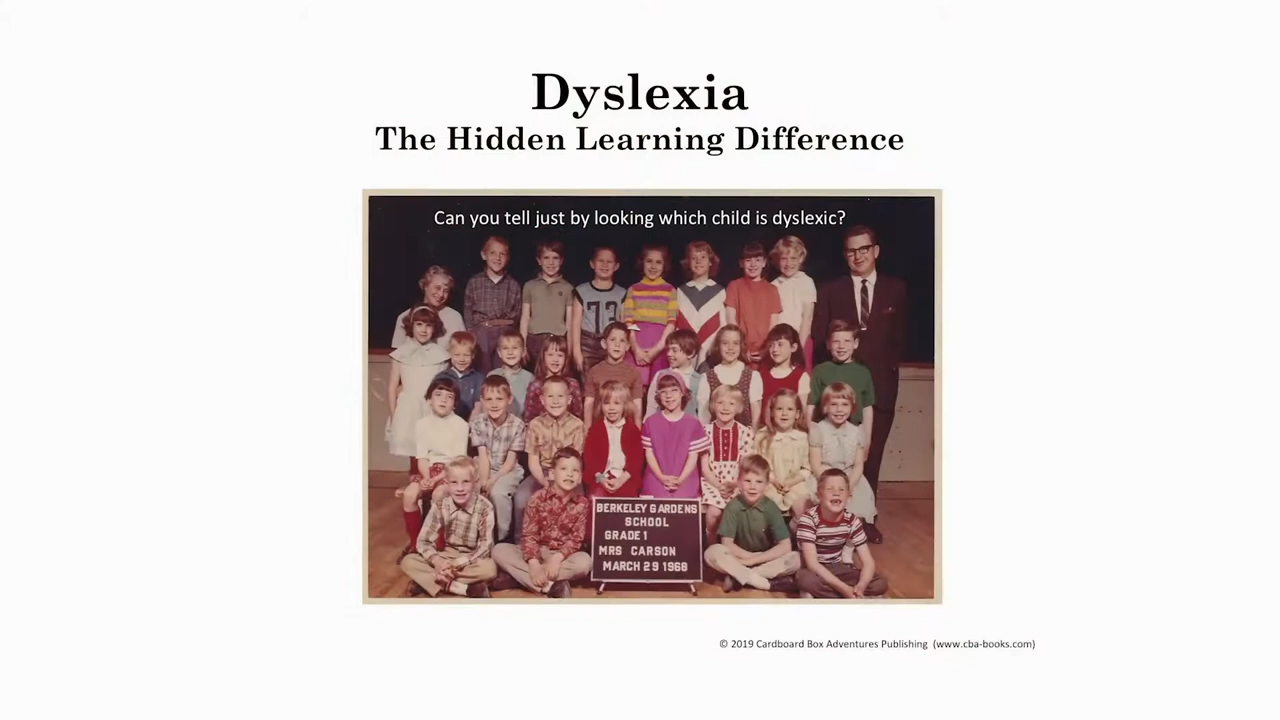 Dyslexia
The Hidden Learning Difference
Can you tell just by looking which child is dyslexic?
73
BERKELEY GARDENS
SCHOOL
GRADE 1
MRS CARSON
MARCH 29 1968
© 2019 Cardboard Box Adventures Publishing (www.cba-books.com)